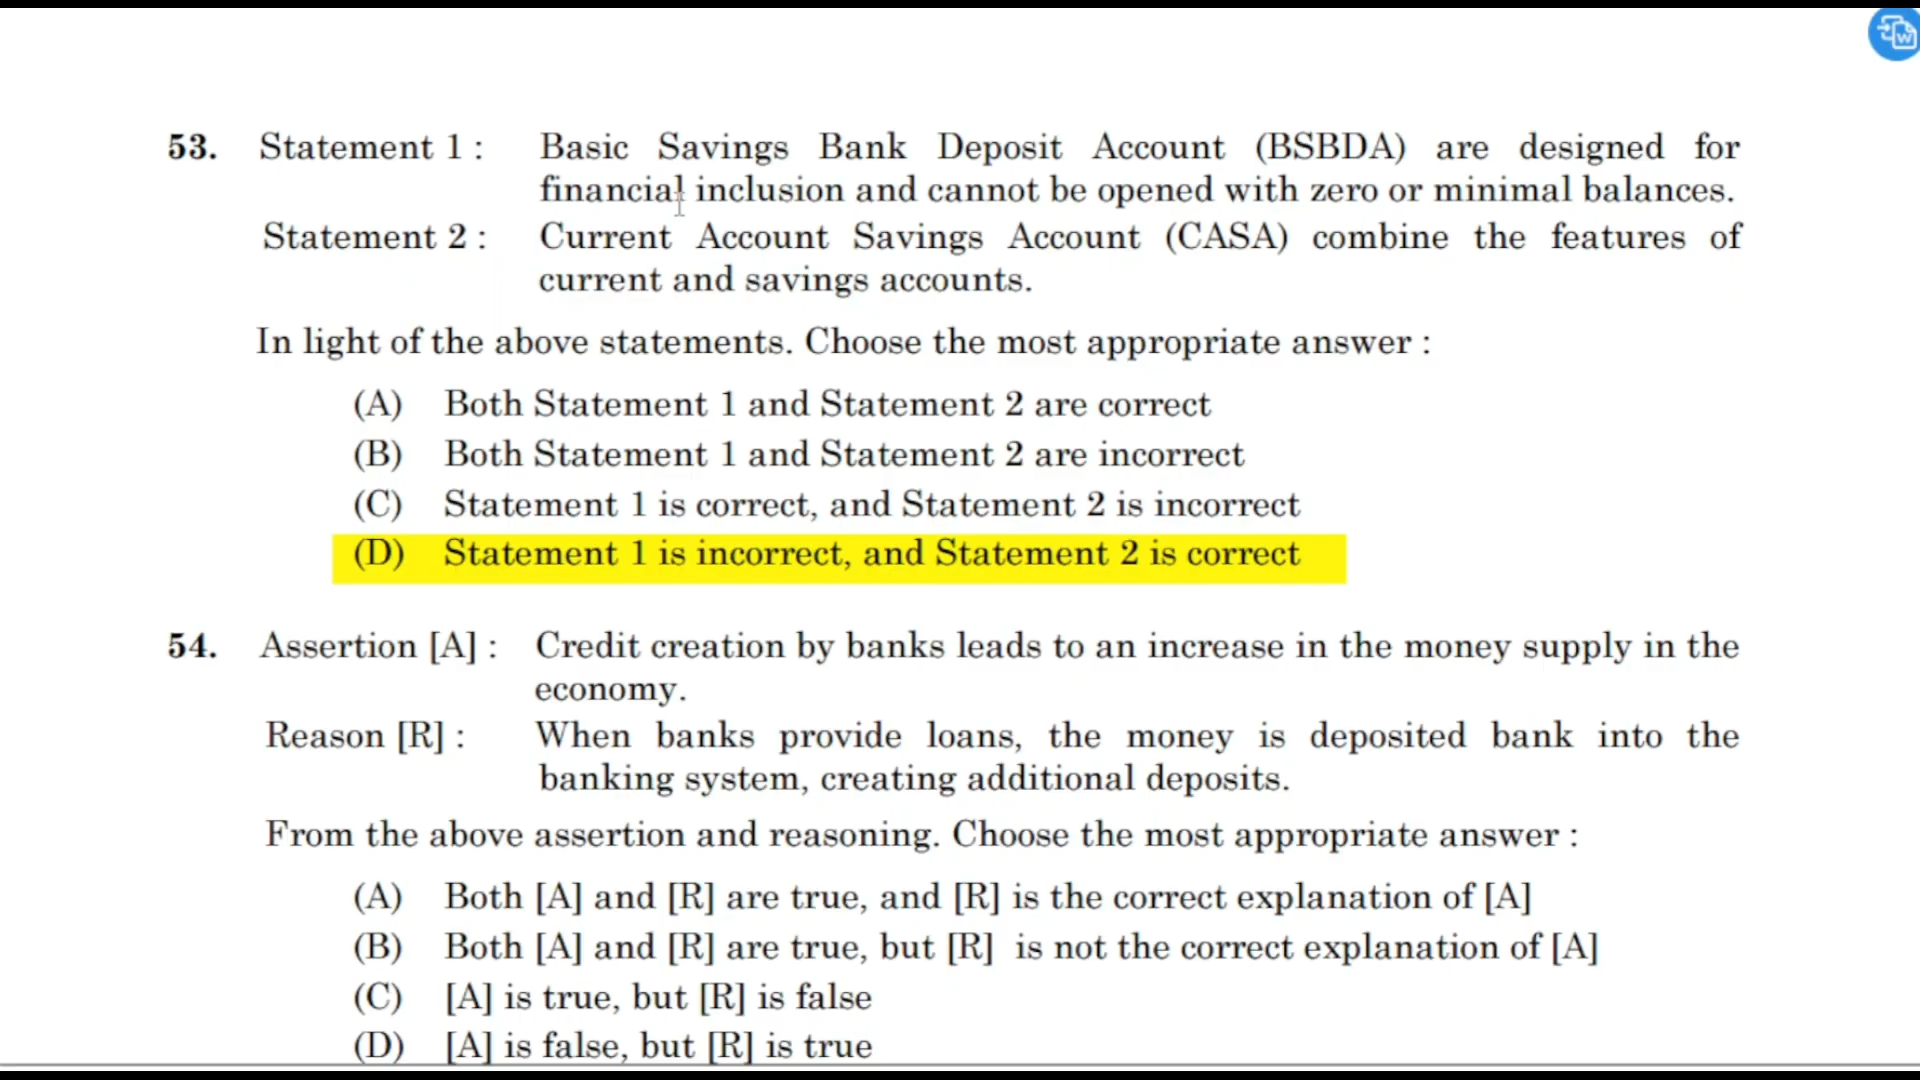 53. Statement 1 : Basic Savings Bank Deposit Account (BSBDA) are designed for
financial inclusion and cannot be opened with zero or minimal balances.
Statement 2 : Current Account Savings Account (CASA) combine the features of
current and savings accounts.
In light of the above statements. Choose the most appropriate answer :
(A) Both Statement 1 and Statement 2 are correct
(B) Both Statement 1 and Statement 2 are incorrect
(C) Statement 1 is correct, and Statement 2 is incorrect
(D) Statement 1 is incorrect, and Statement 2 is correct
54. Assertion [A] : Credit creation by banks leads to an increase in the money supply in the
economy.
Reason [R] : When banks provide loans, the money is deposited bank into the
banking system, creating additional deposits.
From the above assertion and reasoning. Choose the most appropriate answer :
(A) Both [A] and [R] are true, and [R] is the correct explanation of [A]
(B) Both [A] and [R] are true, but [R] is not the correct explanation of [A]
(C) [A] is true, but [R] is false
(D) [A] is false, but [R] is true